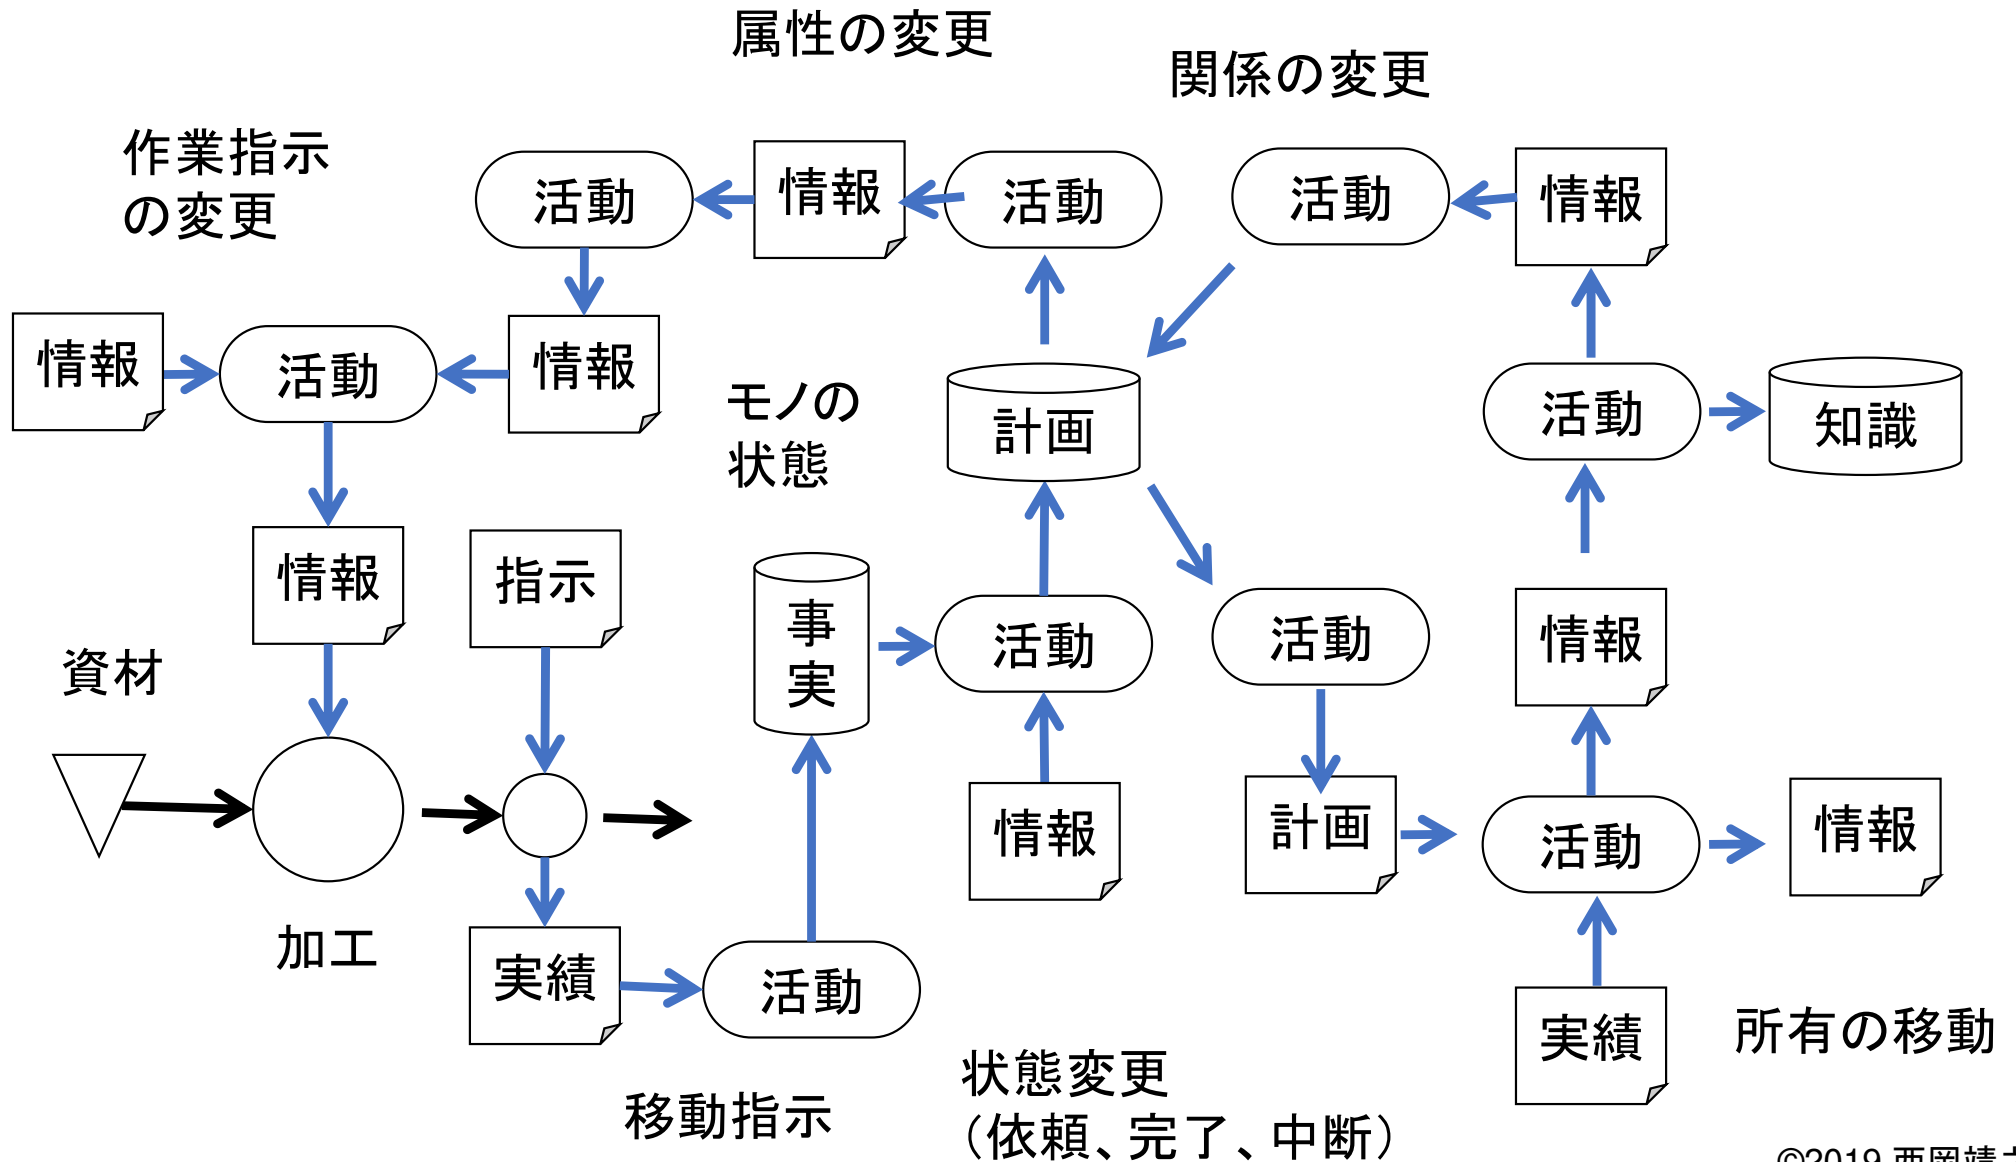 属性の変更
関係の変更
作業指示
の変更
活動
情報
活動
活動
情報
情報
活動
情報
モノの
状態
計画
活動
知識
情報
指示
事
実
活動
活動
情報
資材
情報
計画
活動
情報
加工
実績
活動
実績
所有の移動
移動指示
状態変更
（依頼、完了、中断）
©2019 西岡靖